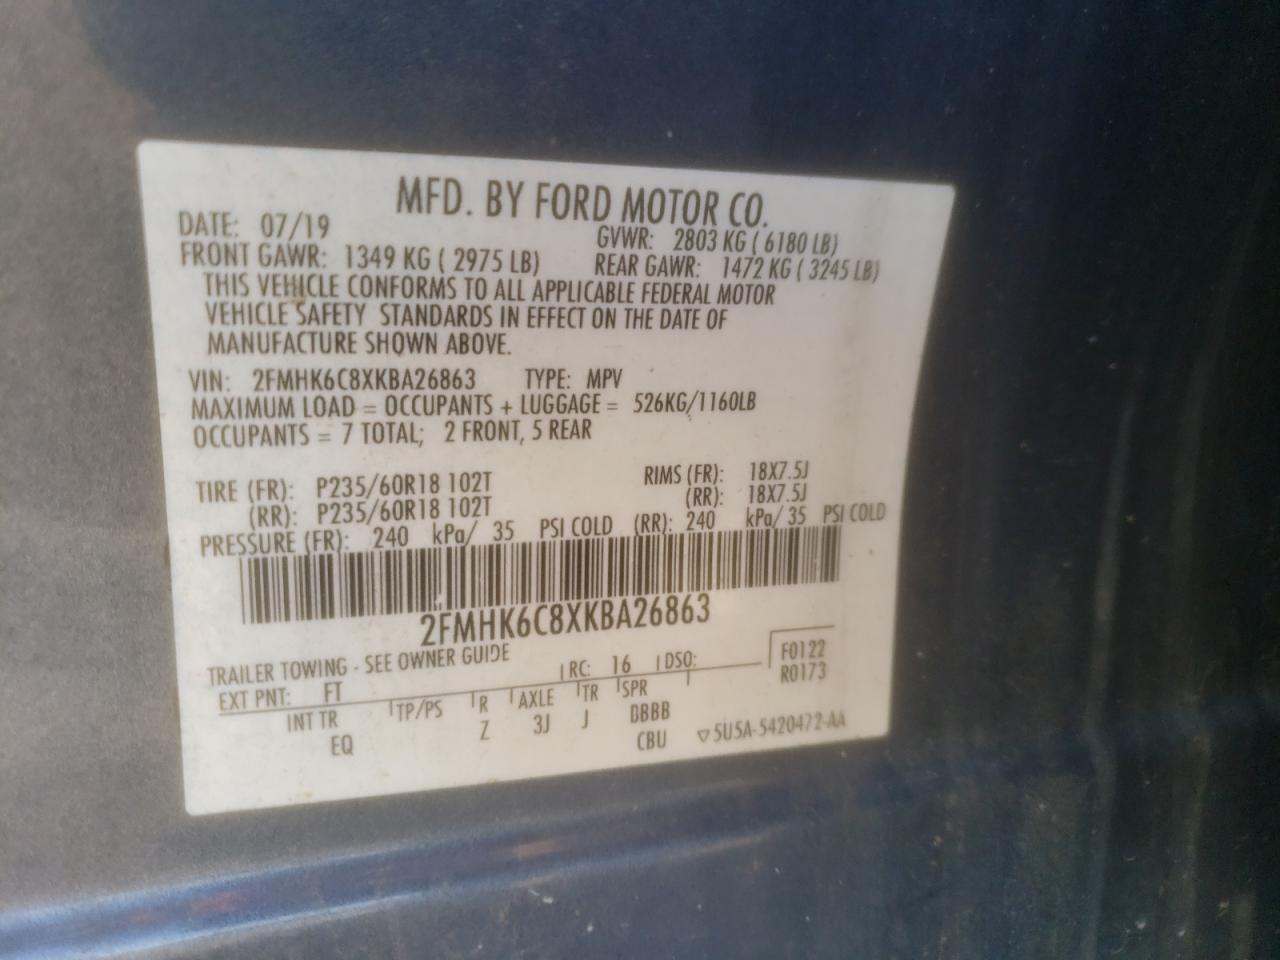 MFD. BY FORD MOTOR CO.
DATE: 07/19
GVWR: 2803 KG ( 6180 LB)
FRONT GAWR: 1349 KG ( 2975 LB)
REAR GAWR: 1472 KG ( 3245 LB)
THIS VEHICLE CONFORMS TO ALL APPLICABLE FEDERAL MOTOR
VEHICLE SAFETY STANDARDS IN EFFECT ON THE DATE OF
MANUFACTURE SHOWN ABOVE.
VIN: 2FMHK6C8XKBA26863 TYPE: MPV
MAXIMUM LOAD = OCCUPANTS + LUGGAGE = 526KG/1160LB
OCCUPANTS = 7 TOTAL; 2 FRONT, 5 REAR
TIRE (FR): P235/60R18 102T RIMS (FR): 18X7.5J
(RR): P235/60R18 102T (RR): 18X7.5J
PRESSURE (FR): 240 kPa/ 35 PSI COLD (RR): 240 kPa/ 35 PSI COLD
2FMHK6C8XKBA26863
TRAILER TOWING - SEE OWNER GUIDE
F0122
EXT PNT: FT RC: 16 DSO: R0173
INT TR TP/PS R AXLE TR SPR
EQ Z 3J J DBBB
CBU ▽5U5A-5420472-AA